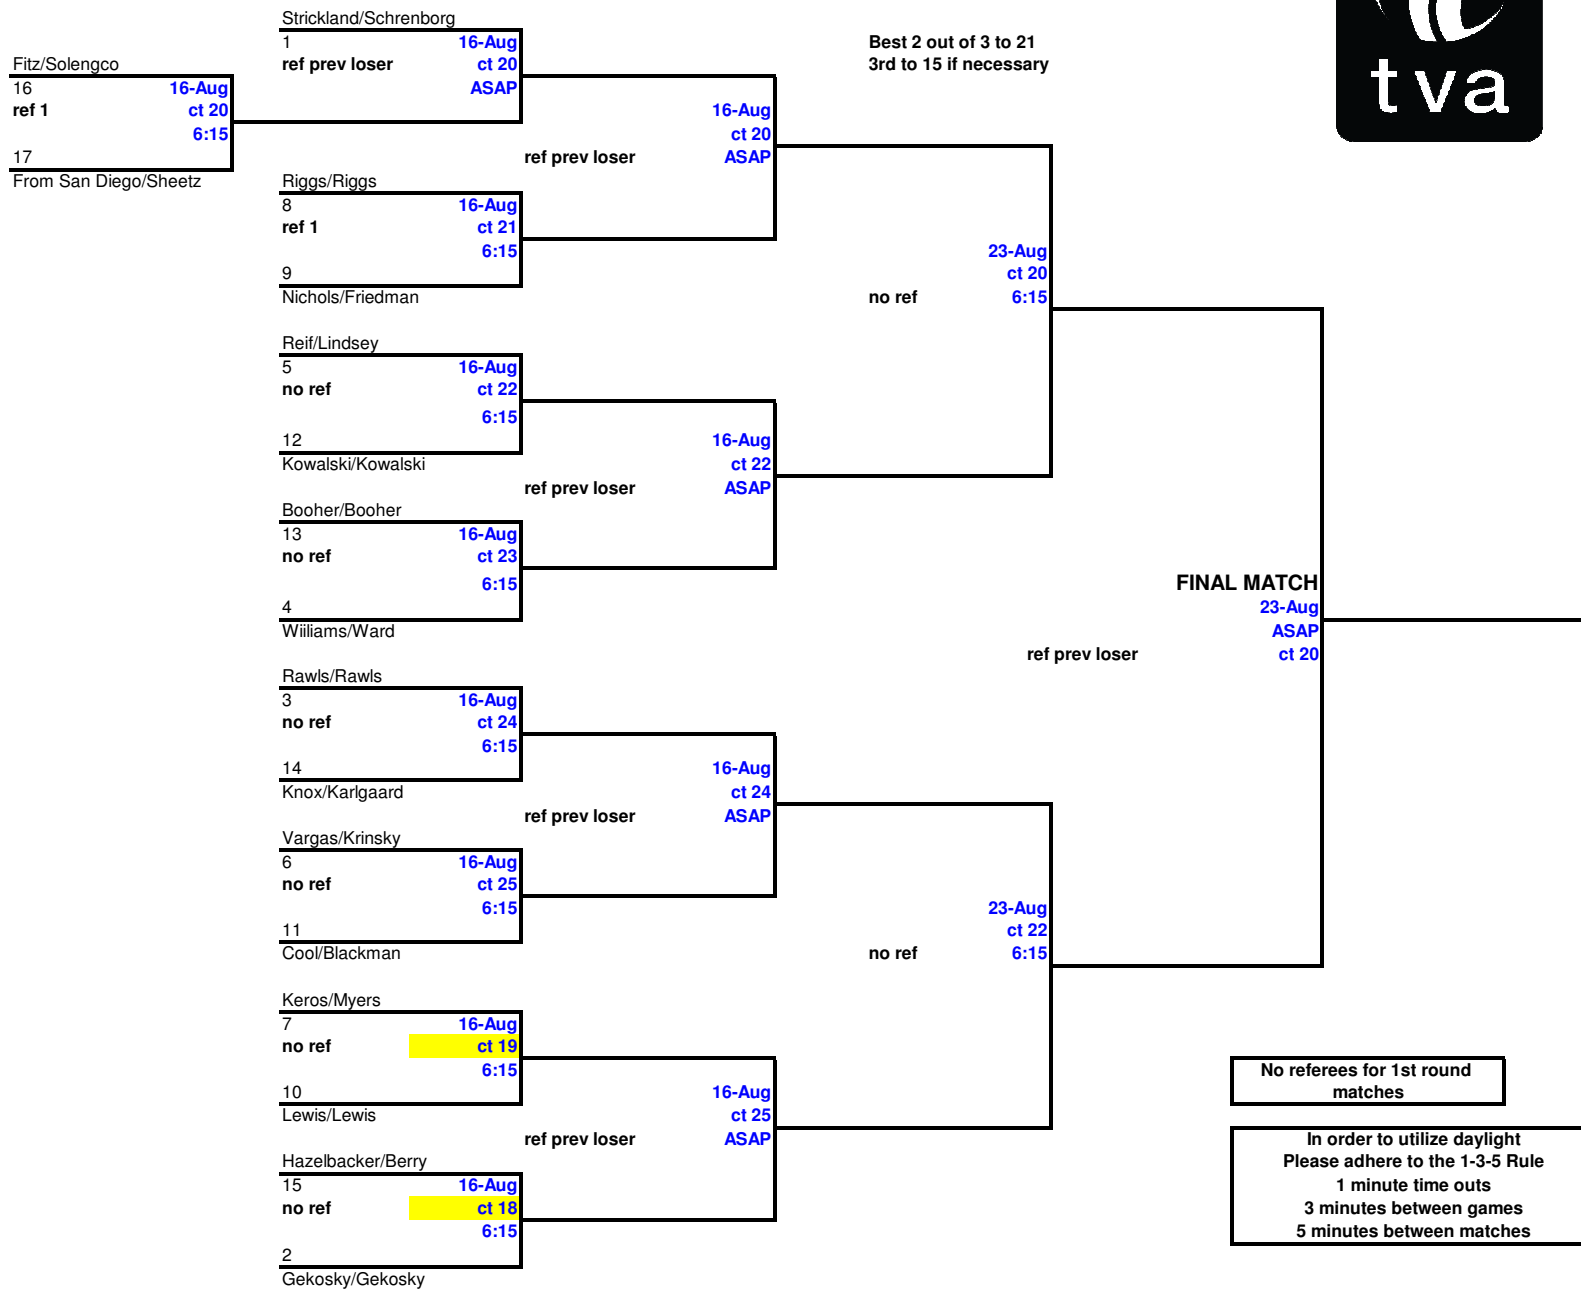 Strickland/Schrenborg
1 16-Aug
ref prev loser ct 20
ASAP
Best 2 out of 3 to 21
3rd to 15 if necessary
tva
Fitz/Solengco
16 16-Aug
ref 1 ct 20
6:15
17
From San Diego/Sheetz
16-Aug
ct 20
ref prev loser ASAP
Riggs/Riggs
8 16-Aug
ref 1 ct 21
6:15
9
Nichols/Friedman
23-Aug
ct 20
no ref 6:15
Reif/Lindsey
5 16-Aug
no ref ct 22
6:15
12
Kowalski/Kowalski
16-Aug
ct 22
ref prev loser ASAP
Booher/Booher
13 16-Aug
no ref ct 23
6:15
4
Wiiliams/Ward
FINAL MATCH
23-Aug
ASAP
ref prev loser ct 20
Rawls/Rawls
3 16-Aug
no ref ct 24
6:15
14
Knox/Karlgaard
16-Aug
ct 24
ref prev loser ASAP
Vargas/Krinsky
6 16-Aug
no ref ct 25
6:15
11
Cool/Blackman
23-Aug
ct 22
no ref 6:15
Keros/Myers
7 16-Aug
no ref ct 19
6:15
10
Lewis/Lewis
16-Aug
ct 25
ref prev loser ASAP
Hazelbacker/Berry
15 16-Aug
no ref ct 18
6:15
2
Gekosky/Gekosky
No referees for 1st round
matches
In order to utilize daylight
Please adhere to the 1-3-5 Rule
1 minute time outs
3 minutes between games
5 minutes between matches